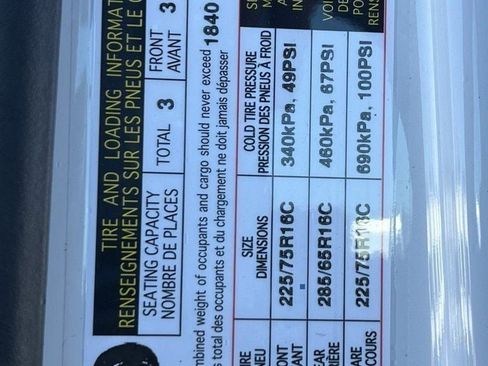 TIRE AND LOADING INFORMAT
RENSEIGNEMENTS SUR LES PNEUS ET LE C
SEATING CAPACITY TOTAL 3 FRONT 3
NOMBRE DE PLACES AVANT
mbined weight of occupants and cargo should never exceed 1840
s total des occupants et du chargement ne doit jamais dépasser
SIZE COLD TIRE PRESSURE
DIMENSIONS PRESSION DES PNEUS À FROID
225/75R16C 340kPa, 49PSI
285/65R16C 460kPa, 67PSI
225/75R16C 690kPa, 100PSI